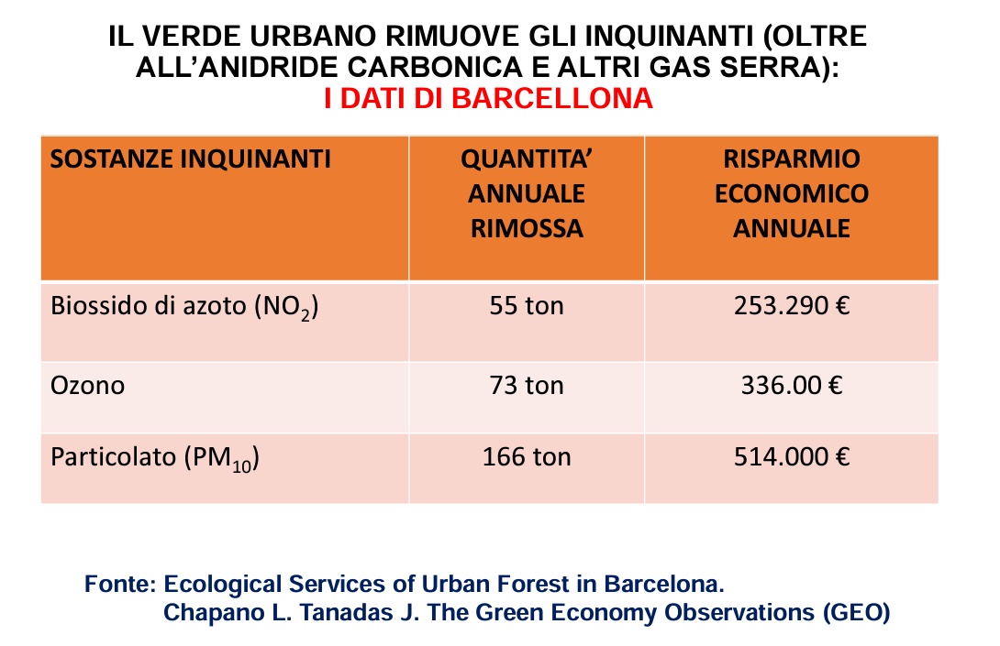 IL VERDE URBANO RIMUOVE GLI INQUINANTI (OLTRE
ALL’ANIDRIDE CARBONICA E ALTRI GAS SERRA):
I DATI DI BARCELLONA
SOSTANZE INQUINANTI
QUANTITA’
ANNUALE
RIMOSSA
RISPARMIO
ECONOMICO
ANNUALE
Biossido di azoto (NO₂)
55 ton
253.290 €
Ozono
73 ton
336.00 €
Particolato (PM₁₀)
166 ton
514.000 €
Fonte: Ecological Services of Urban Forest in Barcelona.
Chapano L. Tanadas J. The Green Economy Observations (GEO)